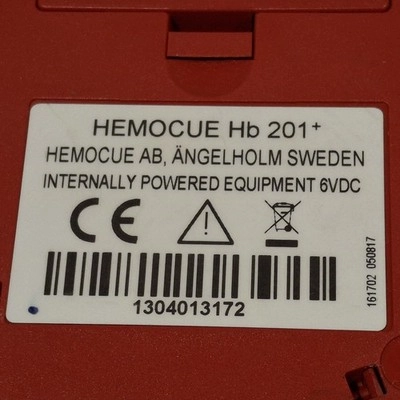 HEMOCUE Hb 201+
HEMOCUE AB, ÄNGELHOLM SWEDEN
INTERNALLY POWERED EQUIPMENT 6VDC
CE
1304013172
161702 050817